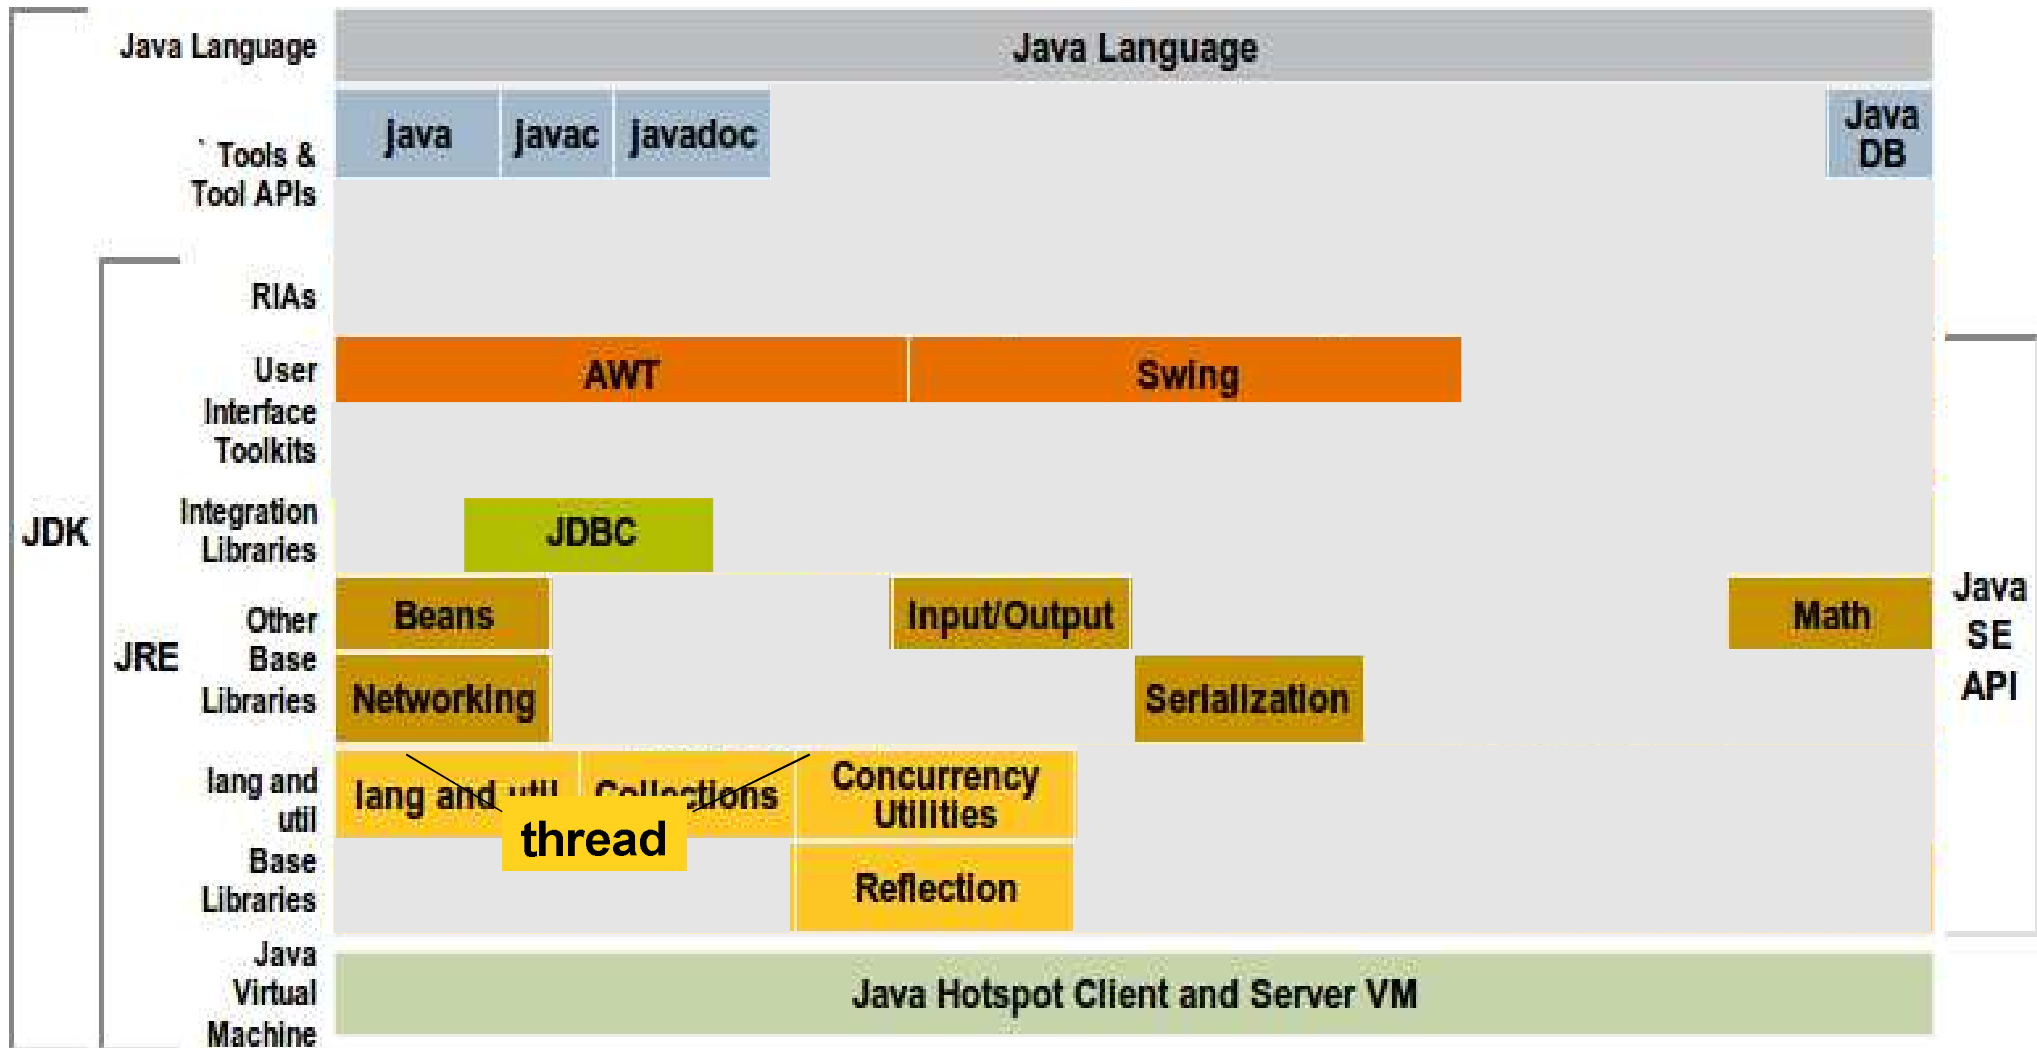 Java Language
Java Language
java
javac
javadoc
Java
DB
Tools &
Tool APIs
RIAs
User
Interface
Toolkits
AWT
Swing
Integration
Libraries
JDBC
JDK
JRE
Other
Base
Libraries
Beans
Input/Output
Math
Networking
Serialization
Java
SE
API
lang and
util
lang and util
Collections
Concurrency
Utilities
thread
Base
Libraries
Reflection
Java
Virtual
Machine
Java Hotspot Client and Server VM